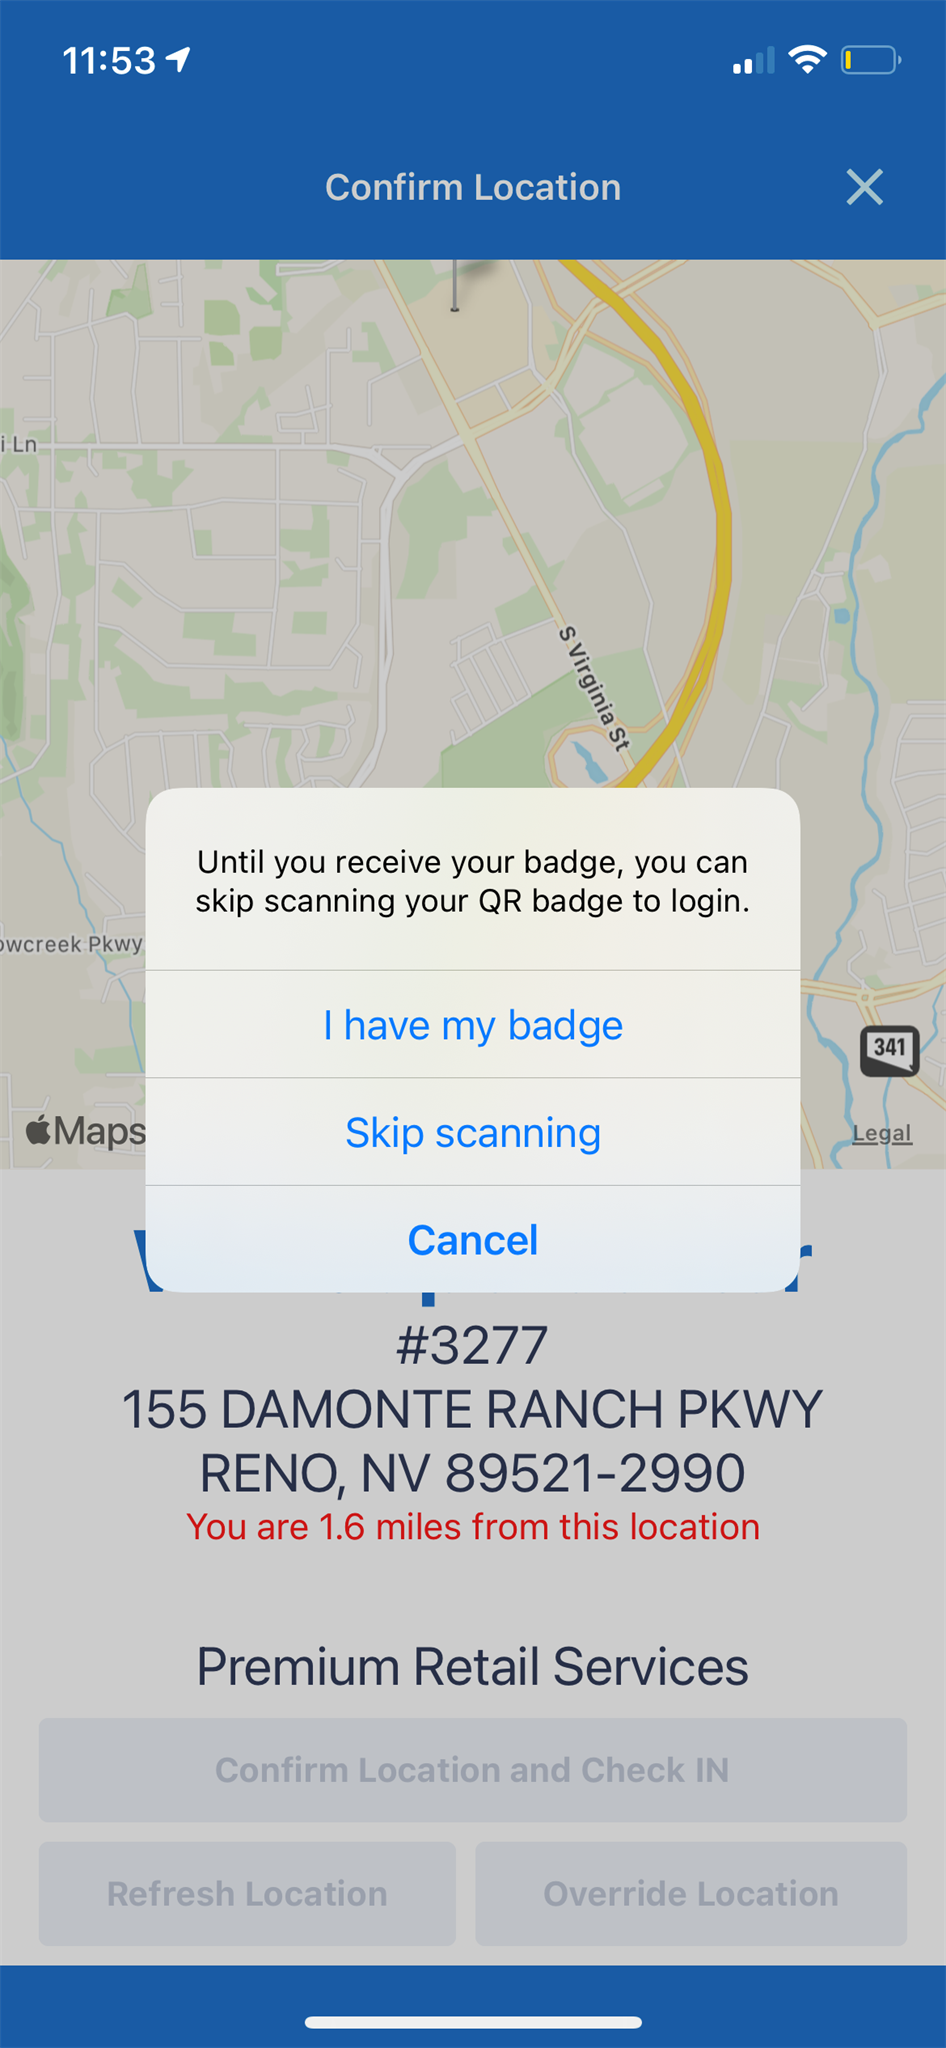 11:53
Confirm Location
i Ln
S Virginia St
owcreek Pkwy
341
Maps
Legal
Until you receive your badge, you can
skip scanning your QR badge to login.
I have my badge
Skip scanning
Cancel
#3277
155 DAMONTE RANCH PKWY
RENO, NV 89521-2990
You are 1.6 miles from this location
Premium Retail Services
Confirm Location and Check IN
Refresh Location
Override Location